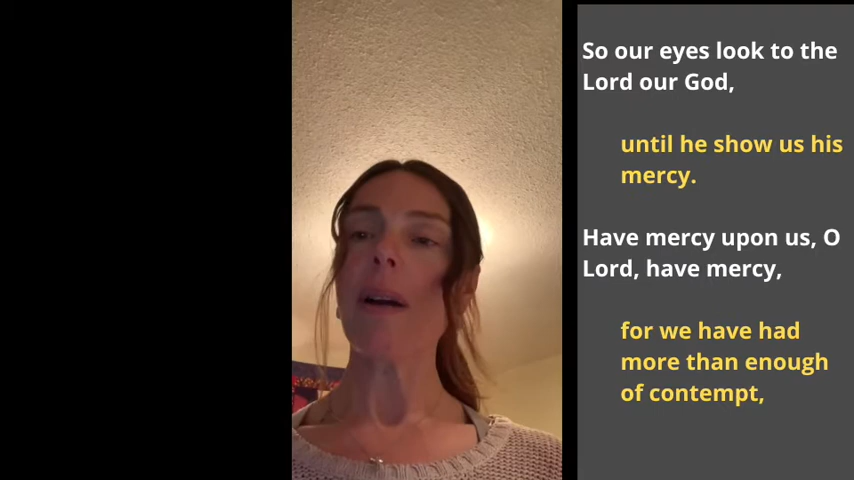 So our eyes look to the
Lord our God,
until he show us his
mercy.
Have mercy upon us, O
Lord, have mercy,
for we have had
more than enough
of contempt,